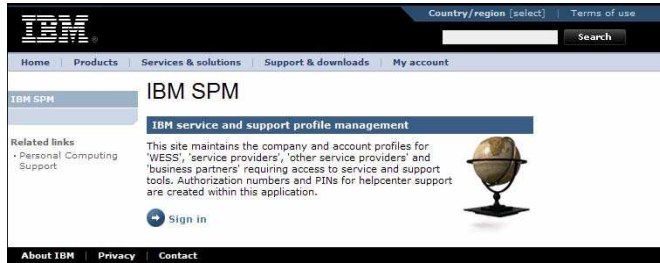 Country/region [select] | Terms of use
IBM®
Search
Home | Products | Services & solutions | Support & downloads | My account
IBM SPM
IBM SPM
IBM service and support profile management
Related links
• Personal Computing
Support
This site maintains the company and account profiles for
'WESS', 'service providers', 'other service providers' and
'business partners' requiring access to service and support
tools. Authorization numbers and PINs for helpcenter support
are created within this application.
Sign in
About IBM | Privacy | Contact